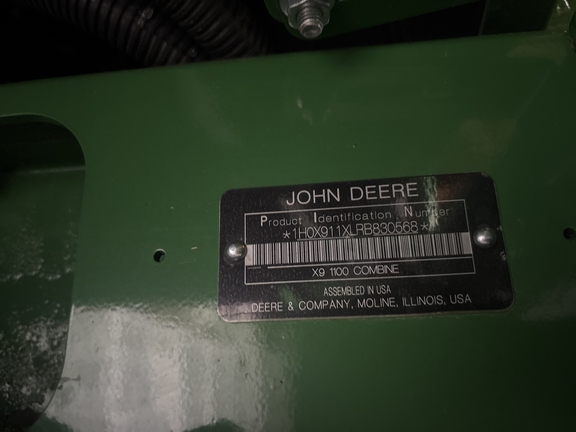 JOHN DEERE
Product Identification Number
*1H0X911XLRB830568*
X9 1100 COMBINE
ASSEMBLED IN USA
DEERE & COMPANY, MOLINE, ILLINOIS, USA